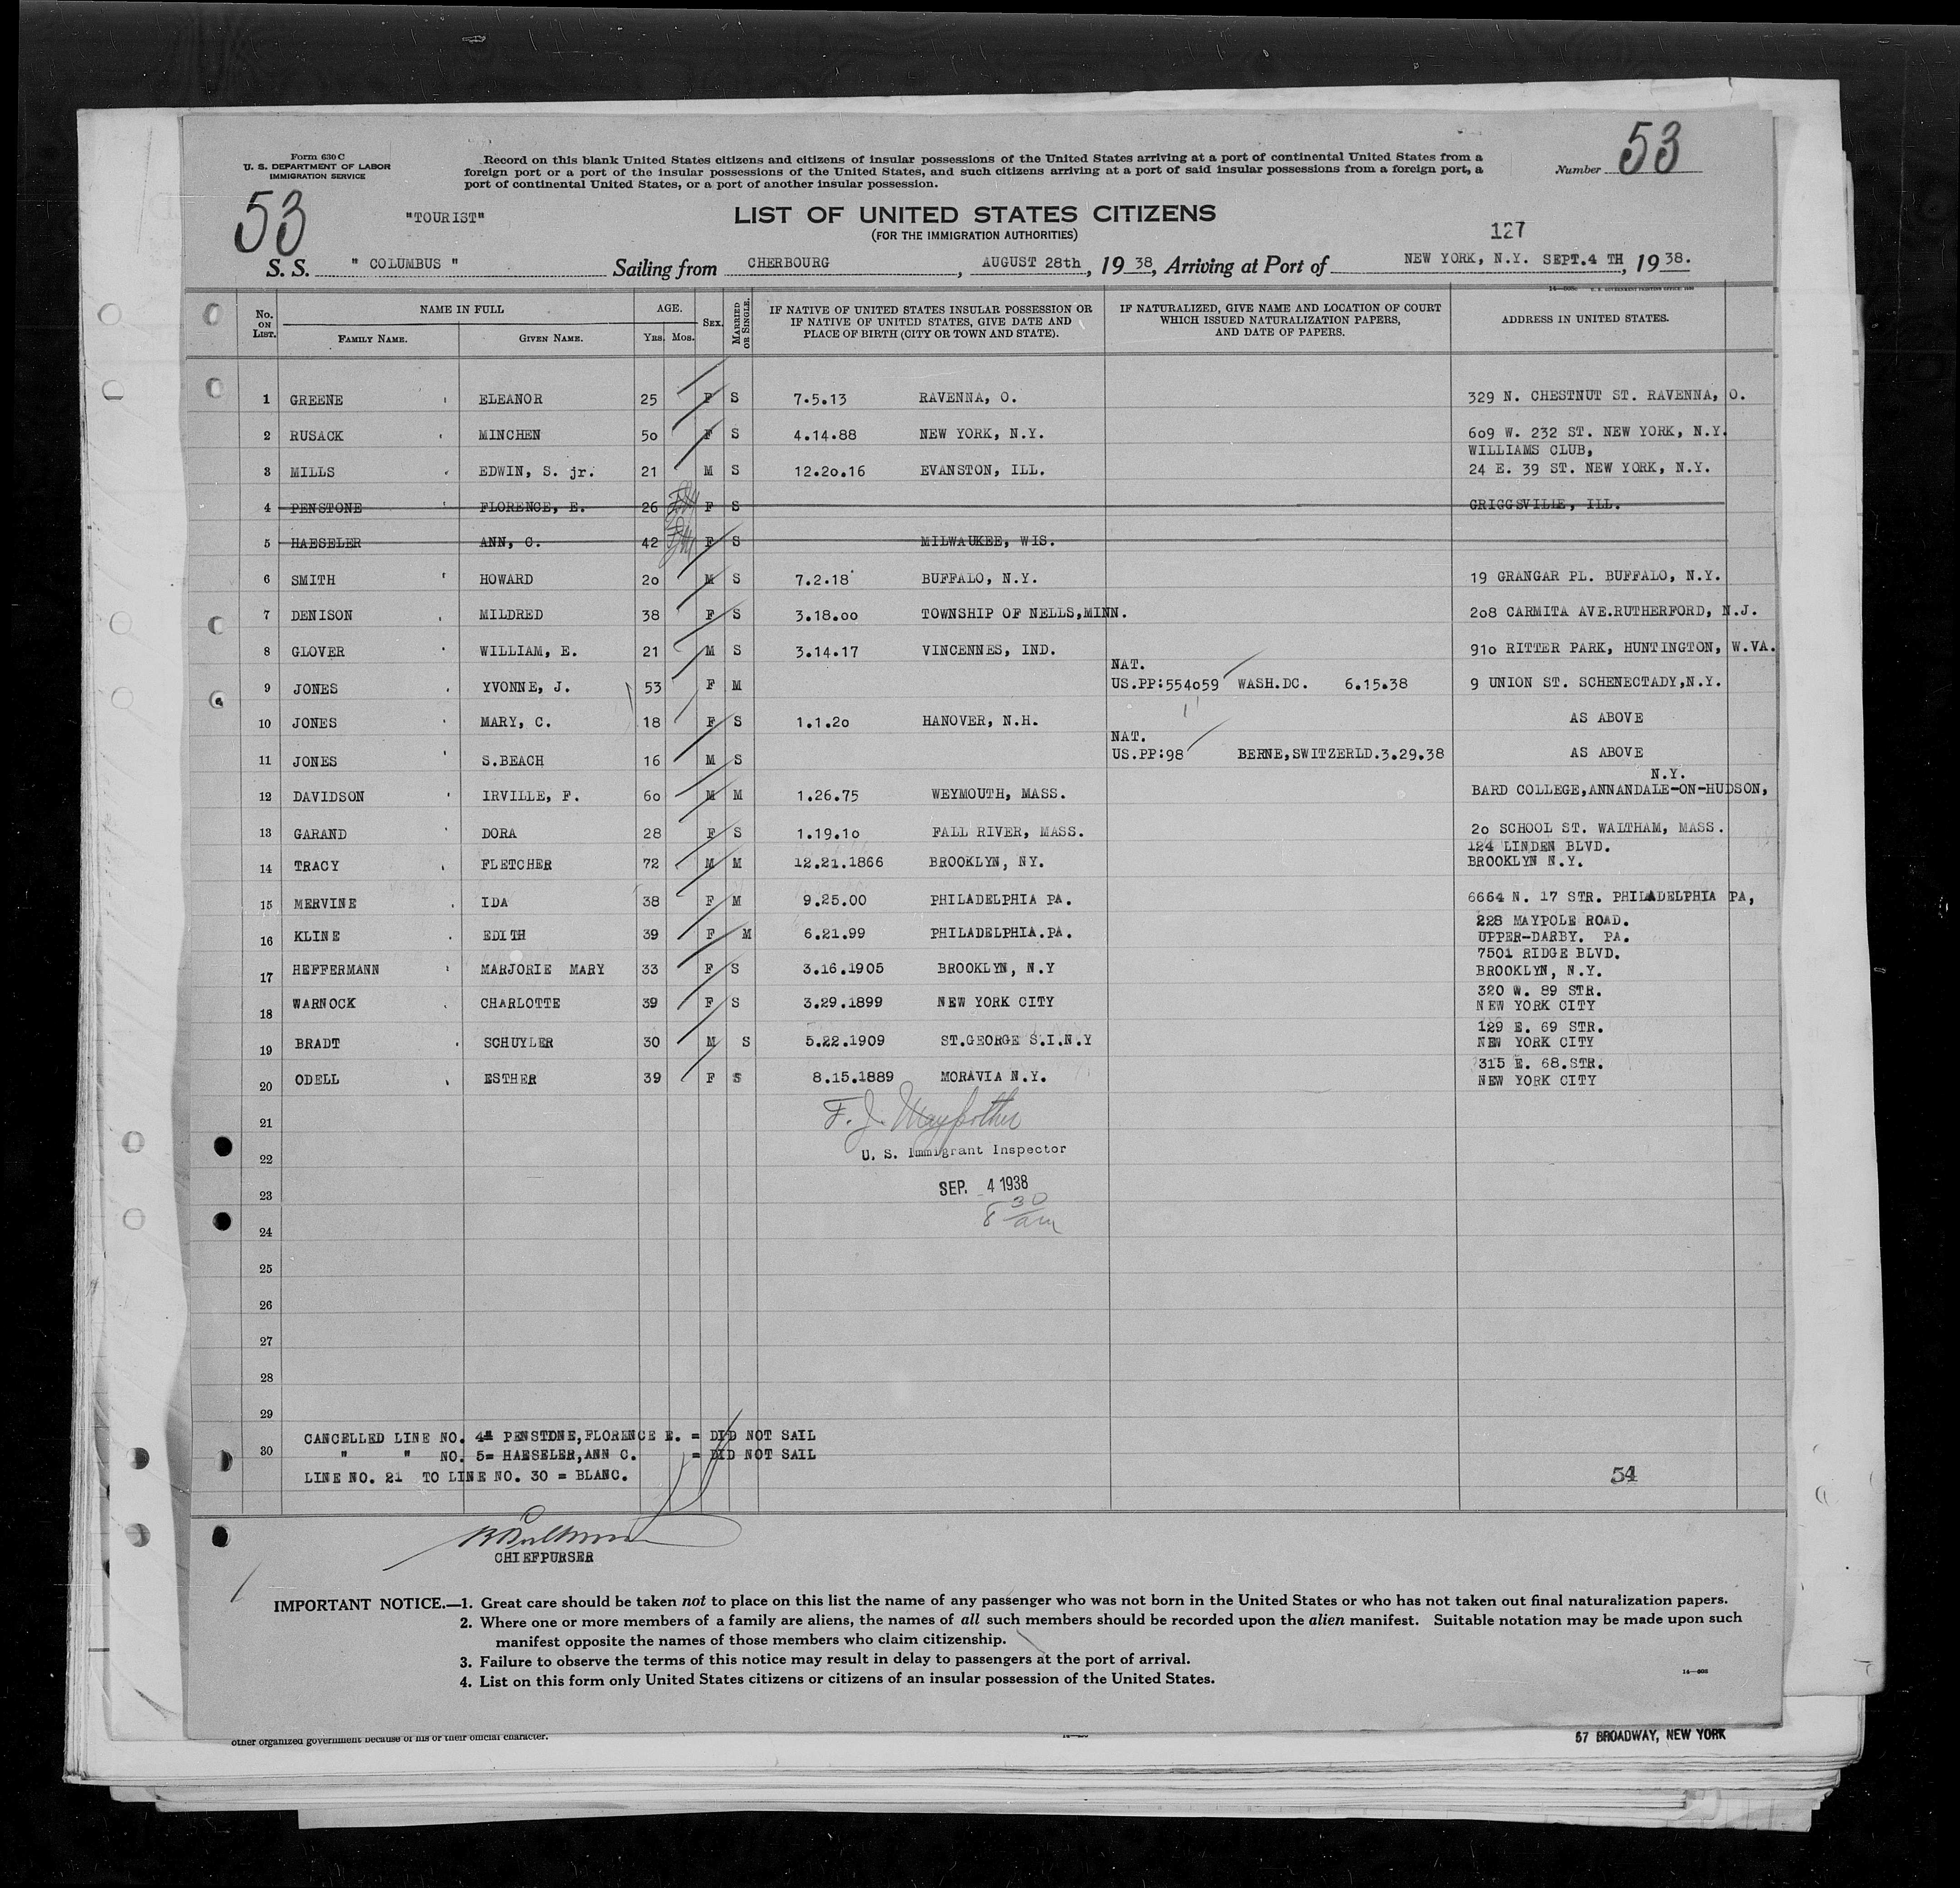 Form 630 C
U. S. DEPARTMENT OF LABOR
IMMIGRATION SERVICE
Record on this blank United States citizens and citizens of insular possessions of the United States arriving at a port of continental United States from a
foreign port or a port of the insular possessions of the United States, and such citizens arriving at a port of said insular possessions from a foreign port, a
port of continental United States, or a port of another insular possession.
Number 53
53
"TOURIST"
LIST OF UNITED STATES CITIZENS
(FOR THE IMMIGRATION AUTHORITIES)
127
S. S. " COLUMBUS " Sailing from CHERBOURG, AUGUST 28th, 19 38, Arriving at Port of NEW YORK, N.Y. SEPT.4 TH, 19 38.
No. ON LIST. NAME IN FULL FAMILY NAME. GIVEN NAME. AGE. YRS. MOS. SEX. MARRIED OR SINGLE. IF NATIVE OF UNITED STATES INSULAR POSSESSION OR IF NATIVE OF UNITED STATES, GIVE DATE AND PLACE OF BIRTH (CITY OR TOWN AND STATE). IF NATURALIZED, GIVE NAME AND LOCATION OF COURT WHICH ISSUED NATURALIZATION PAPERS, AND DATE OF PAPERS. ADDRESS IN UNITED STATES.
1 GREENE ELEANOR 25 F S 7.5.13 RAVENNA, O. 329 N. CHESTNUT ST. RAVENNA, O.
2 RUSACK MINCHEN 50 F S 4.14.88 NEW YORK, N.Y. 609 W. 232 ST. NEW YORK, N.Y.
WILLIAMS CLUB,
3 MILLS EDWIN, S. jr. 21 M S 12.20.16 EVANSTON, ILL. 24 E. 39 ST. NEW YORK, N.Y.
4 PENSTONE FLORENCE, E. 26 F S GRIGGSVILLE, ILL.
5 HAESELER ANN, C. 42 F S MILWAUKEE, WIS.
6 SMITH HOWARD 20 M S 7.2.18 BUFFALO, N.Y. 19 GRANGAR PL. BUFFALO, N.Y.
7 DENISON MILDRED 38 F S 3.18.00 TOWNSHIP OF NELLS,MINN. 208 CARMITA AVE.RUTHERFORD, N.J.
8 GLOVER WILLIAM, E. 21 M S 3.14.17 VINCENNES, IND. 910 RITTER PARK, HUNTINGTON, W.VA.
NAT.
9 JONES YVONNE, J. 53 F M US.PP:554059 WASH.DC. 6.15.38 9 UNION ST. SCHENECTADY,N.Y.
10 JONES MARY, C. 18 F S 1.1.20 HANOVER, N.H. AS ABOVE
NAT.
11 JONES S.BEACH 16 M S US.PP:98 BERNE,SWITZERLD.3.29.38 AS ABOVE
N.Y.
12 DAVIDSON IRVILLE, F. 60 M M 1.26.75 WEYMOUTH, MASS. BARD COLLEGE,ANNANDALE-ON-HUDSON,
13 GARAND DORA 28 F S 1.19.10 FALL RIVER, MASS. 20 SCHOOL ST. WALTHAM, MASS.
124 LINDEN BLVD.
14 TRACY FLETCHER 72 M M 12.21.1866 BROOKLYN, NY. BROOKLYN N.Y.
15 MERVINE IDA 38 F M 9.25.00 PHILADELPHIA PA. 6664 N. 17 STR. PHILADELPHIA PA,
228 MAYPOLE ROAD.
16 KLINE EDITH 39 F M 6.21.99 PHILADELPHIA.PA. UPPER-DARBY. PA.
7501 RIDGE BLVD.
17 HEFFERMANN MARJORIE MARY 33 F S 3.16.1905 BROOKLYN, N.Y BROOKLYN, N.Y.
320 W. 89 STR.
18 WARNOCK CHARLOTTE 39 F S 3.29.1899 NEW YORK CITY NEW YORK CITY
129 E. 69 STR.
19 BRADT SCHUYLER 30 M S 5.22.1909 ST.GEORGE S.I.N.Y NEW YORK CITY
315 E. 68.STR.
20 ODELL ESTHER 39 F S 8.15.1889 MORAVIA N.Y. NEW YORK CITY
21
22 U. S. Immigrant Inspector
23 SEP. 4 1938
8 30 am
24
25
26
27
28
29
CANCELLED LINE NO. 4= PENSTONE,FLORENCE E. = DID NOT SAIL
30 " " NO. 5= HAESELER,ANN C. = DID NOT SAIL
LINE NO. 21 TO LINE NO. 30 = BLANC.
54
CHIEFPURSER
IMPORTANT NOTICE.—1. Great care should be taken not to place on this list the name of any passenger who was not born in the United States or who has not taken out final naturalization papers.
2. Where one or more members of a family are aliens, the names of all such members should be recorded upon the alien manifest. Suitable notation may be made upon such
manifest opposite the names of those members who claim citizenship.
3. Failure to observe the terms of this notice may result in delay to passengers at the port of arrival.
4. List on this form only United States citizens or citizens of an insular possession of the United States.
other organized government because of his or their official character.
57 BROADWAY, NEW YORK